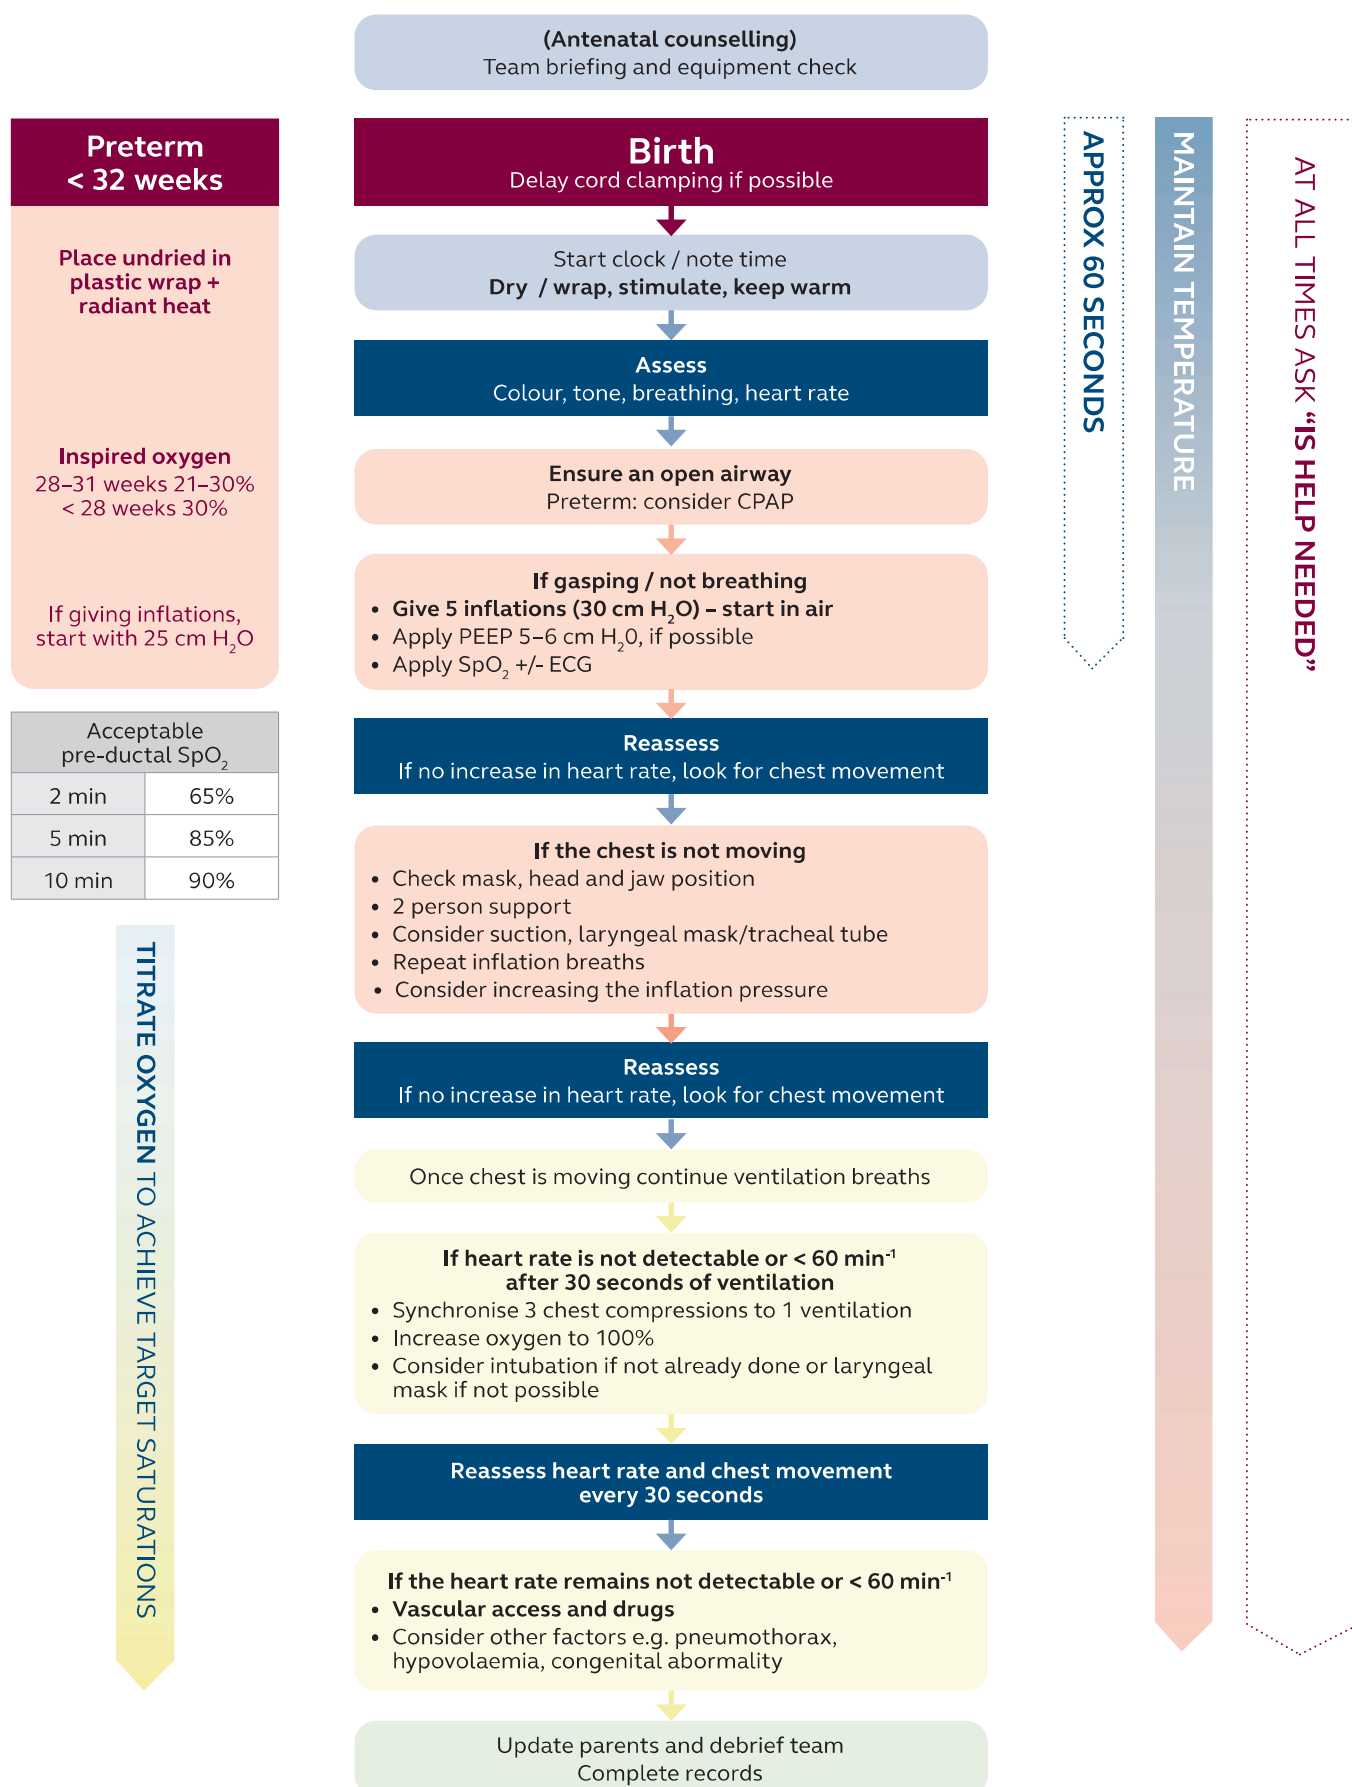 (Antenatal counselling)
Team briefing and equipment check
Preterm
< 32 weeks
Place undried in
plastic wrap +
radiant heat
Inspired oxygen
28–31 weeks 21–30%
< 28 weeks 30%
If giving inflations,
start with 25 cm H₂O
Acceptable
pre-ductal SpO₂
2 min 65%
5 min 85%
10 min 90%
TITRATE OXYGEN TO ACHIEVE TARGET SATURATIONS
Birth
Delay cord clamping if possible
Start clock / note time
Dry / wrap, stimulate, keep warm
Assess
Colour, tone, breathing, heart rate
Ensure an open airway
Preterm: consider CPAP
If gasping / not breathing
• Give 5 inflations (30 cm H₂O) – start in air
• Apply PEEP 5–6 cm H₂0, if possible
• Apply SpO₂ +/- ECG
Reassess
If no increase in heart rate, look for chest movement
If the chest is not moving
• Check mask, head and jaw position
• 2 person support
• Consider suction, laryngeal mask/tracheal tube
• Repeat inflation breaths
• Consider increasing the inflation pressure
Reassess
If no increase in heart rate, look for chest movement
Once chest is moving continue ventilation breaths
If heart rate is not detectable or < 60 min⁻¹
after 30 seconds of ventilation
• Synchronise 3 chest compressions to 1 ventilation
• Increase oxygen to 100%
• Consider intubation if not already done or laryngeal
mask if not possible
Reassess heart rate and chest movement
every 30 seconds
If the heart rate remains not detectable or < 60 min⁻¹
• Vascular access and drugs
• Consider other factors e.g. pneumothorax,
hypovolaemia, congenital abormality
Update parents and debrief team
Complete records
APPROX 60 SECONDS
MAINTAIN TEMPERATURE
AT ALL TIMES ASK “IS HELP NEEDED”